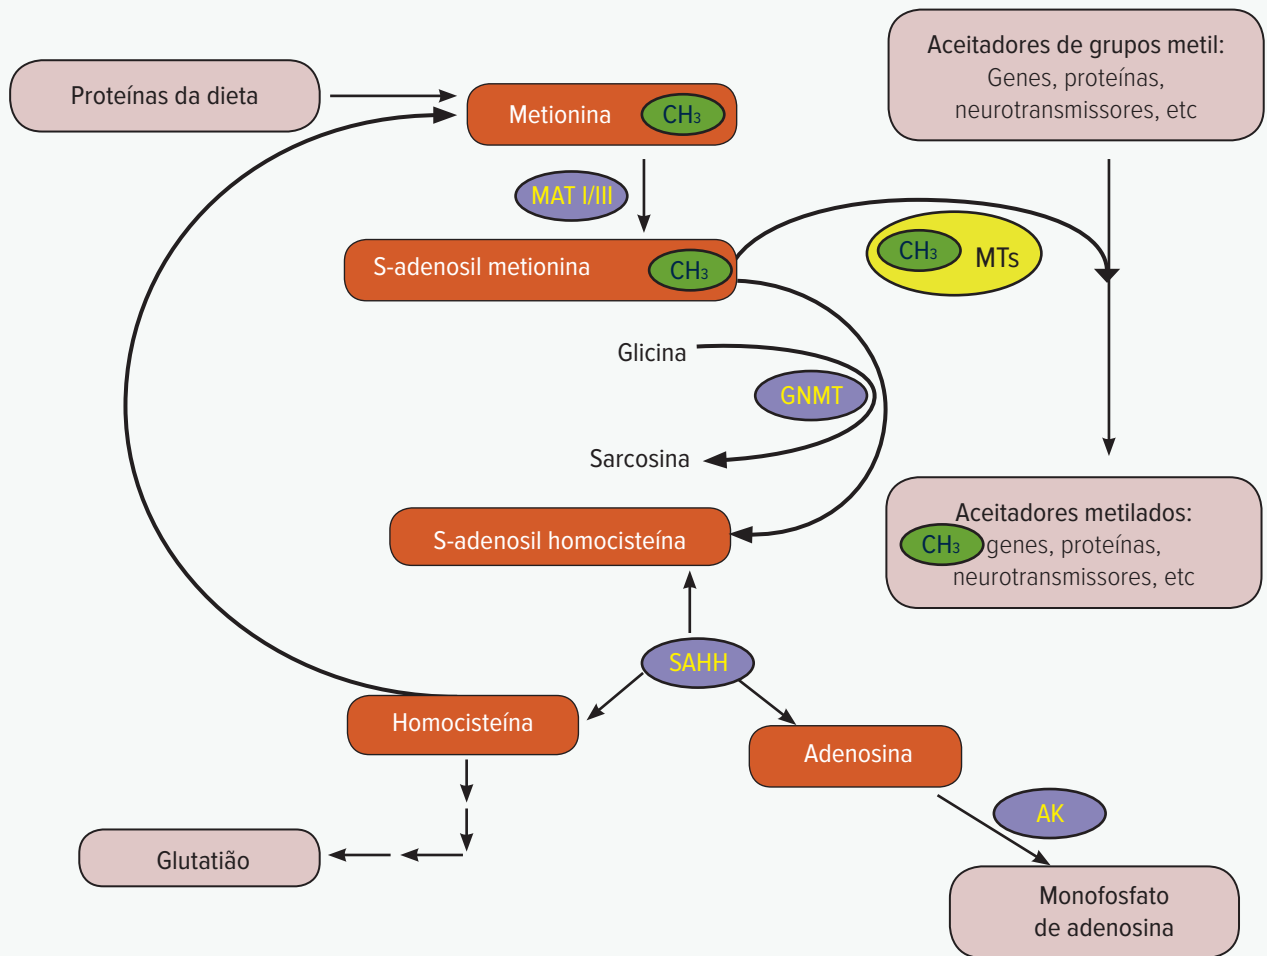 Aceitadores de grupos metil:
Genes, proteínas,
neurotransmissores, etc
Proteínas da dieta
Metionina CH₃
MAT I/III
S-adenosil metionina CH₃
CH₃ MTs
Glicina
GNMT
Sarcosina
S-adenosil homocisteína
Aceitadores metilados:
CH₃ genes, proteínas,
neurotransmissores, etc
SAHH
Homocisteína
Adenosina
AK
Glutatião
Monofosfato
de adenosina